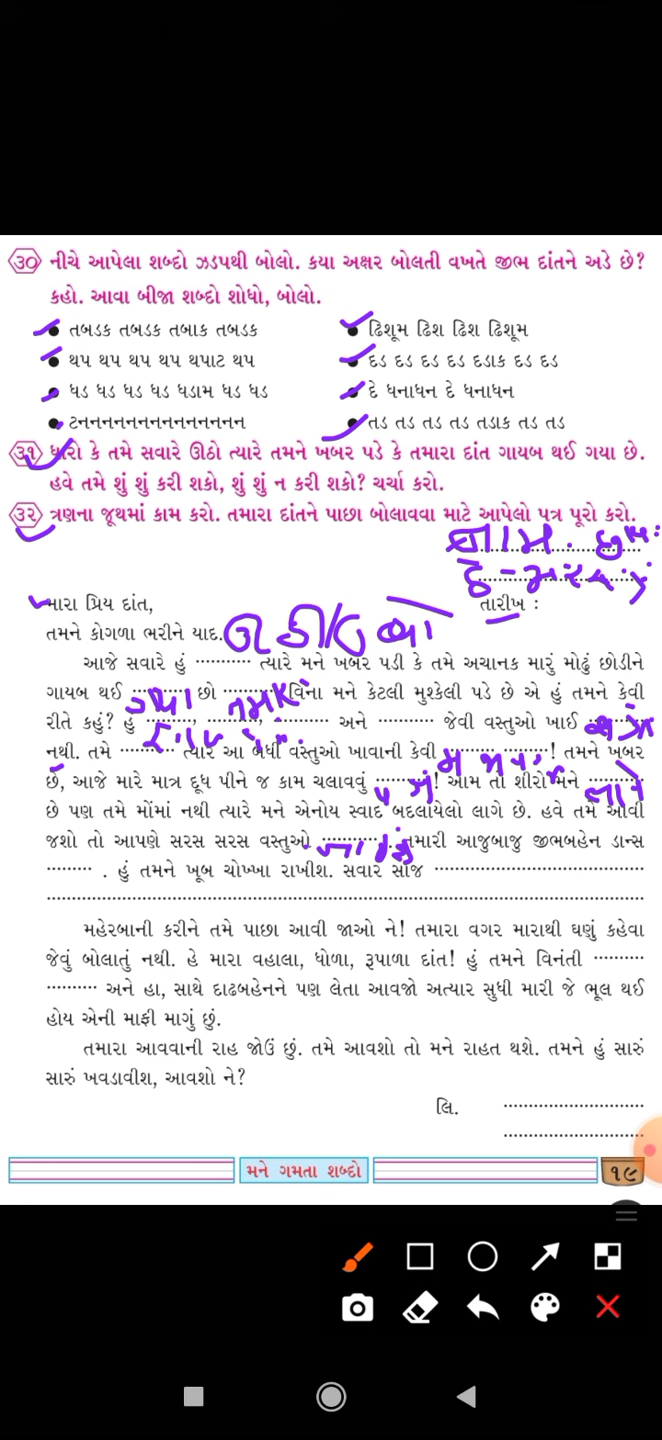 ૩૦ નીચે આપેલા શબ્દો ઝડપથી બોલો. કયા અક્ષર બોલતી વખતે જીભ દાંતને અડે છે?
કહો. આવા બીજા શબ્દો શોધો, બોલો.
● તબડક તબડક તબાક તબડક
● ઢિશૂમ ઢિશ ઢિશ ઢિશૂમ
● થપ થપ થપ થપ થપાટ થપ
● દડ દડ દડ દડ દડાક દડ દડ
● ધડ ધડ ધડ ધડ ધડામ ધડ ધડ
● દે ધનાધન દે ધનાધન
● ટનનનનનનનનનનનનનન
● તડ તડ તડ તડ તડાક તડ તડ
૩૧ ધારો કે તમે સવારે ઊઠો ત્યારે તમને ખબર પડે કે તમારા દાંત ગાયબ થઈ ગયા છે.
હવે તમે શું શું કરી શકો, શું શું ન કરી શકો? ચર્ચા કરો.
૩૨ ત્રણના જૂથમાં કામ કરો. તમારા દાંતને પાછા બોલાવવા માટે આપેલો પત્ર પૂરો કરો.
મારા પ્રિય દાંત,
તારીખ :
તમને કોગળા ભરીને યાદ.
આજે સવારે હું .......... ત્યારે મને ખબર પડી કે તમે અચાનક મારું મોઢું છોડીને
ગાયબ થઈ ગયા છો તમારા વિના મને કેટલી મુશ્કેલી પડે છે એ હું તમને કેવી
રીતે કહું? હું .........., .........., .......... અને .......... જેવી વસ્તુઓ ખાઈ
નથી. તમે .......... ત્યારે આ બધી વસ્તુઓ ખાવાની કેવી ! તમને ખબર
છે, આજે મારે માત્ર દૂધ પીને જ કામ ચલાવવું ! આમ તો શીરો મને લાગે
છે પણ તમે મોંમાં નથી ત્યારે મને એનોય સ્વાદ બદલાયેલો લાગે છે. હવે તમે આવી
જશો તો આપણે સરસ સરસ વસ્તુઓ .......... . તમારી આજુબાજુ જીભબહેન ડાન્સ
......... . હું તમને ખૂબ ચોખ્ખા રાખીશ. સવાર સાંજ ........................................
મહેરબાની કરીને તમે પાછા આવી જાઓ ને! તમારા વગર મારાથી ઘણું કહેવા
જેવું બોલાતું નથી. હે મારા વહાલા, ધોળા, રૂપાળા દાંત! હું તમને વિનંતી ..........
.......... અને હા, સાથે દાઢબહેનને પણ લેતા આવજો અત્યાર સુધી મારી જે ભૂલ થઈ
હોય એની માફી માગું છું.
તમારા આવવાની રાહ જોઉં છું. તમે આવશો તો મને રાહત થશે. તમને હું સારું
સારું ખવડાવીશ, આવશો ને?
લિ. ..............................
મને ગમતા શબ્દો
૧૯